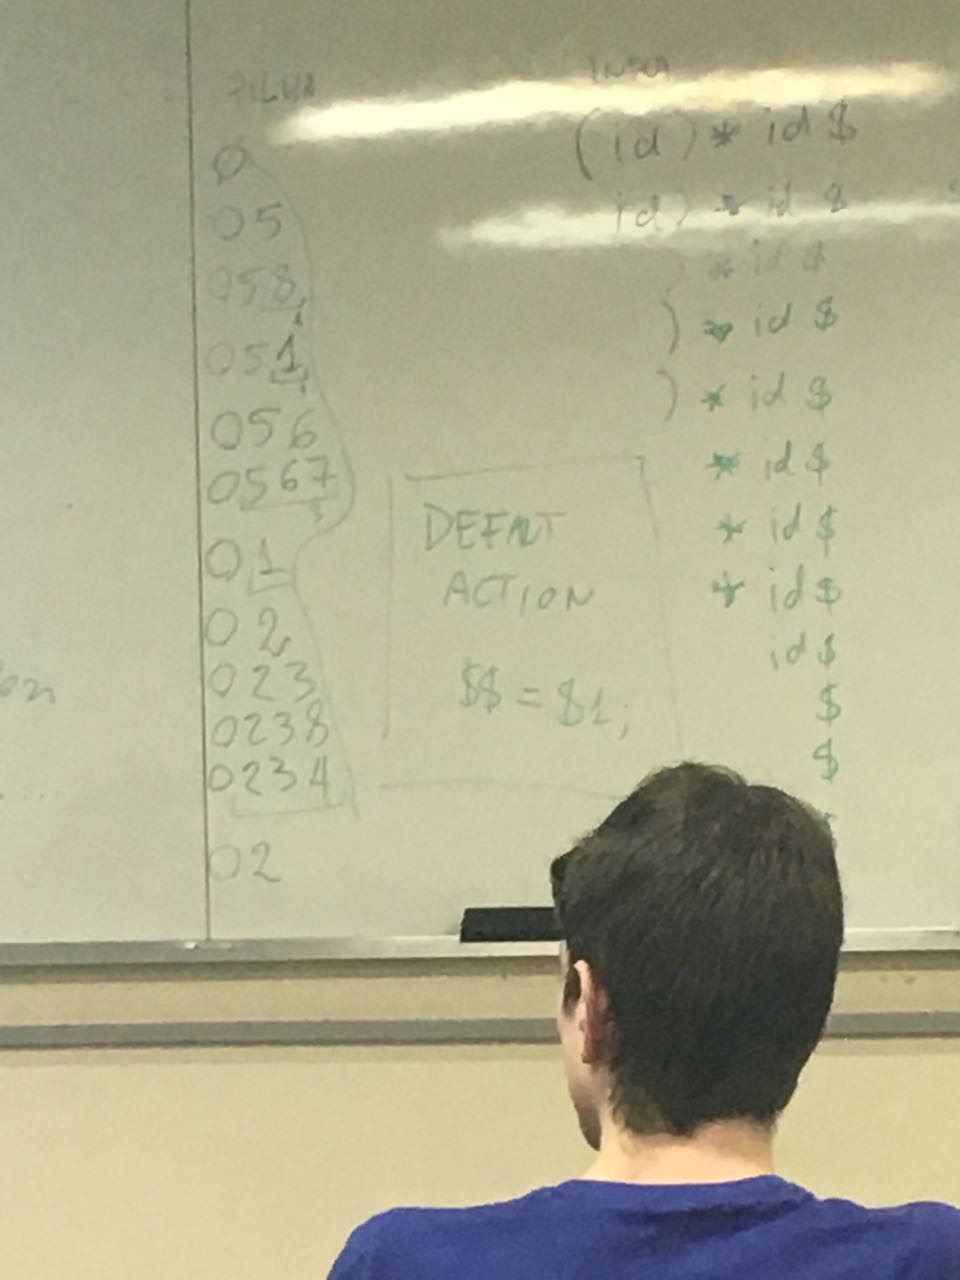 PILHA INPUT
0 (id) * id $
05 id) * id $
058 ) * id $
051 ) * id $
056 ) * id $
0567 * id $
01 * id $
02 * id $
023 id $
0238 $
0234 $
02
DEFAULT
ACTION
$$ = $1;